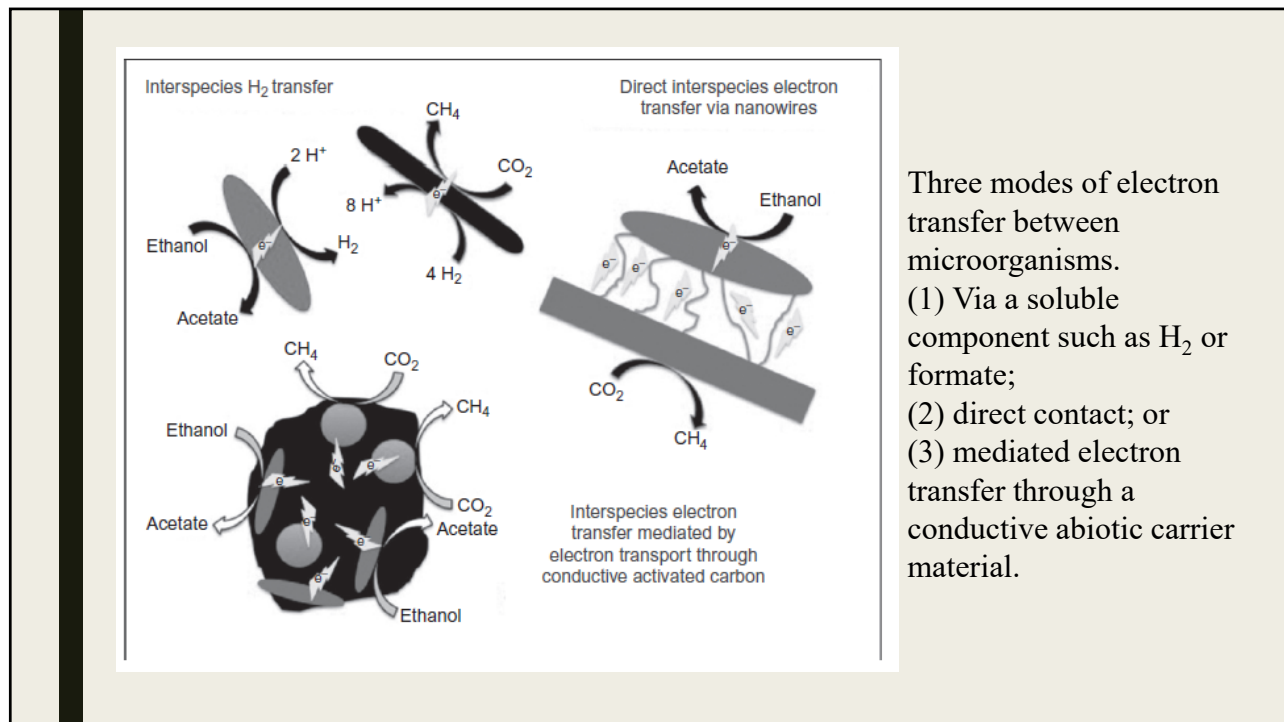 Interspecies H₂ transfer
2 H⁺
Ethanol
e⁻
H₂
Acetate
CH₄
CO₂
e⁻
8 H⁺
4 H₂
Direct interspecies electron
transfer via nanowires
Acetate
Ethanol
e⁻
e⁻
e⁻
e⁻
e⁻
e⁻
CO₂
CH₄
CH₄
CO₂
Ethanol
CH₄
e⁻
e⁻
e⁻
Acetate
CO₂
e⁻
e⁻
Acetate
e⁻
Ethanol
Interspecies electron
transfer mediated by
electron transport through
conductive activated carbon
Three modes of electron
transfer between
microorganisms.
(1) Via a soluble
component such as H₂ or
formate;
(2) direct contact; or
(3) mediated electron
transfer through a
conductive abiotic carrier
material.